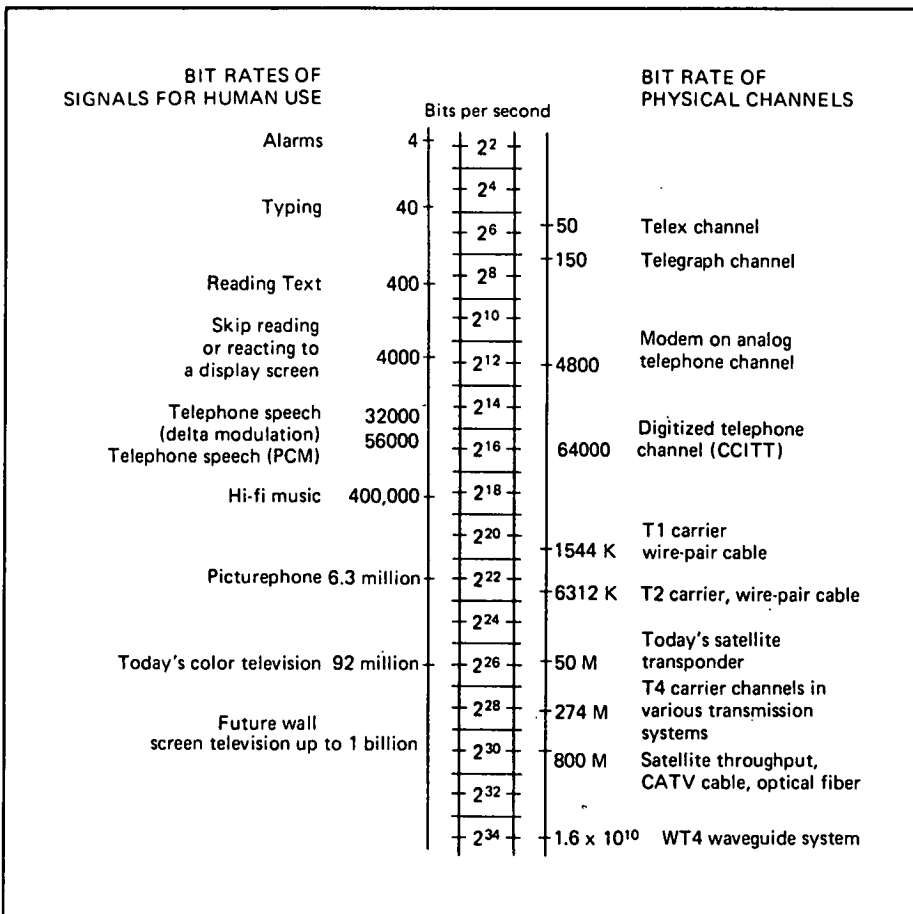 BIT RATES OF
SIGNALS FOR HUMAN USE
BIT RATE OF
PHYSICAL CHANNELS
Bits per second
Alarms 4
Typing 40
Reading Text 400
Skip reading
or reacting to
a display screen
4000
Telephone speech 32000
(delta modulation) 56000
Telephone speech (PCM)
Hi-fi music 400,000
Picturephone 6.3 million
Today's color television 92 million
Future wall
screen television up to 1 billion
2²
2⁴
2⁶
2⁸
2¹⁰
2¹²
2¹⁴
2¹⁶
2¹⁸
2²⁰
2²²
2²⁴
2²⁶
2²⁸
2³⁰
2³²
2³⁴
50 Telex channel
150 Telegraph channel
4800
Modem on analog
telephone channel
64000
Digitized telephone
channel (CCITT)
1544 K
T1 carrier
wire-pair cable
6312 K T2 carrier, wire-pair cable
50 M
Today's satellite
transponder
274 M
T4 carrier channels in
various transmission
systems
800 M
Satellite throughput,
CATV cable, optical fiber
1.6 x 10¹⁰ WT4 waveguide system